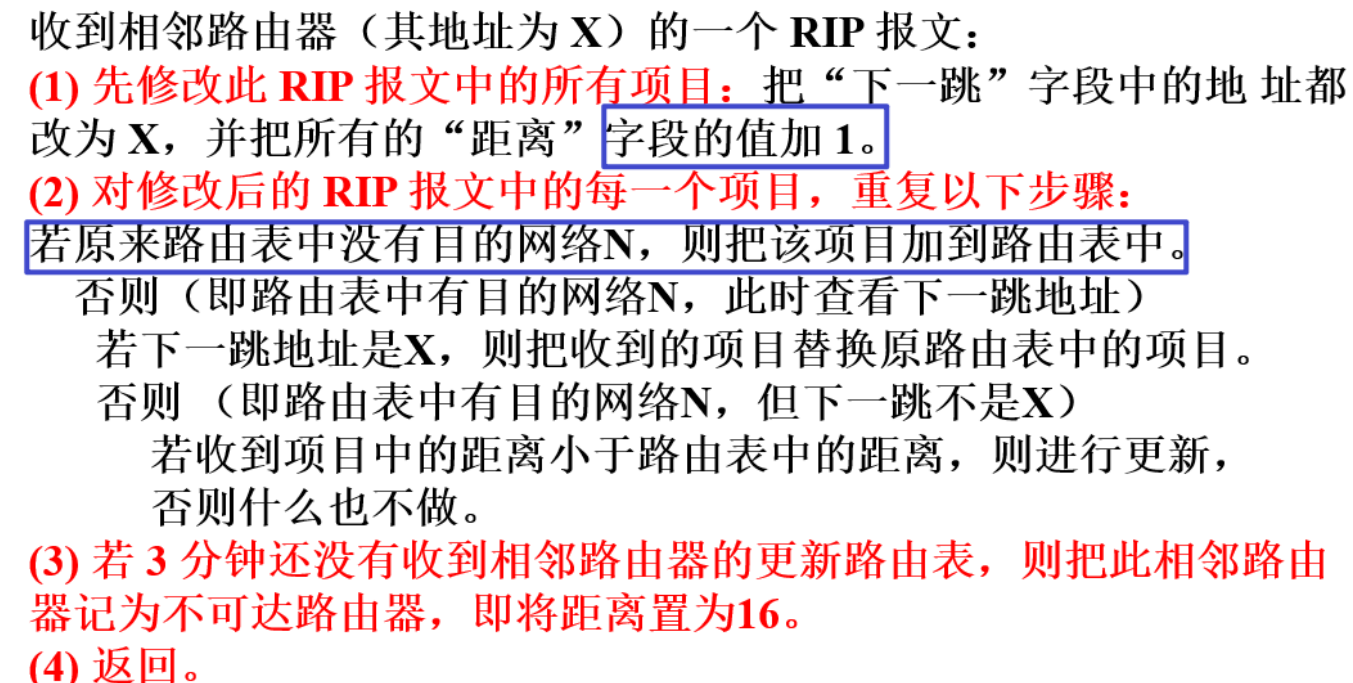 收到相邻路由器（其地址为 X）的一个 RIP 报文：
(1) 先修改此 RIP 报文中的所有项目：把“下一跳”字段中的地 址都
改为 X，并把所有的“距离”字段的值加 1。
(2) 对修改后的 RIP 报文中的每一个项目，重复以下步骤：
若原来路由表中没有目的网络N，则把该项目加到路由表中。
否则（即路由表中有目的网络N，此时查看下一跳地址）
若下一跳地址是X，则把收到的项目替换原路由表中的项目。
否则 （即路由表中有目的网络N，但下一跳不是X）
若收到项目中的距离小于路由表中的距离，则进行更新，
否则什么也不做。
(3) 若 3 分钟还没有收到相邻路由器的更新路由表，则把此相邻路由
器记为不可达路由器，即将距离置为16。
(4) 返回。